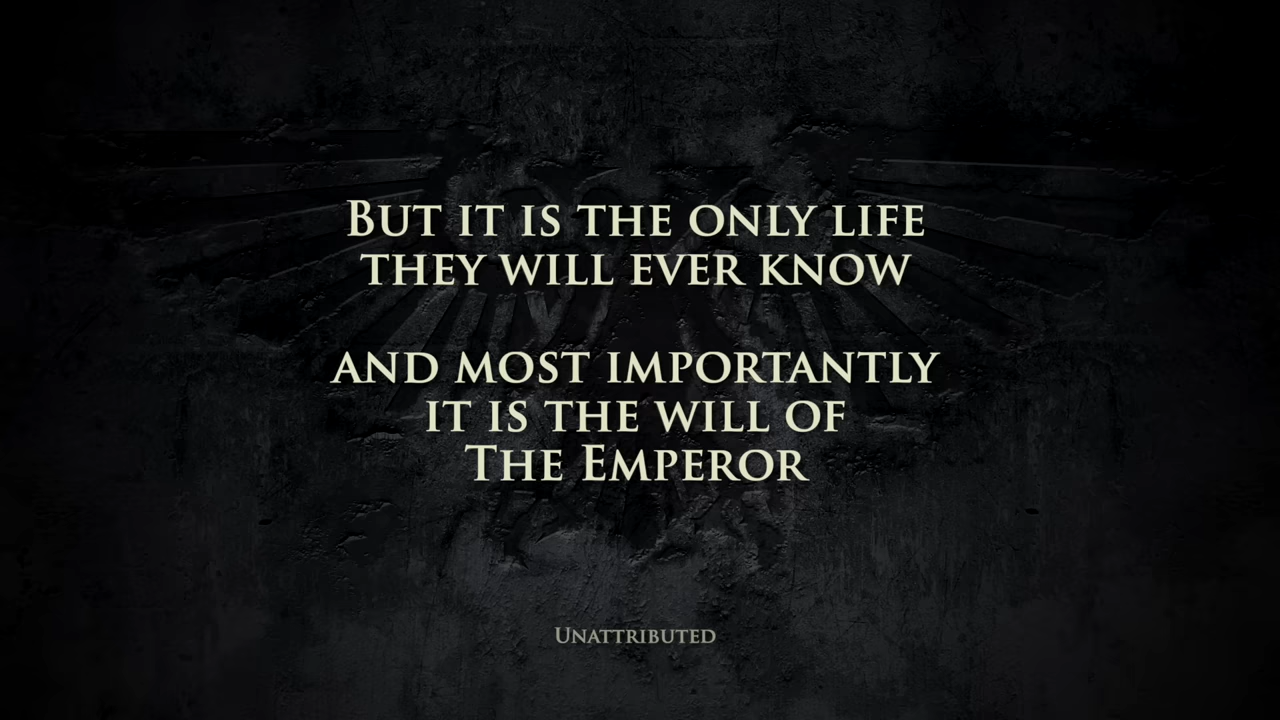 But it is the only life
they will ever know
and most importantly
it is the will of
The Emperor
Unattributed